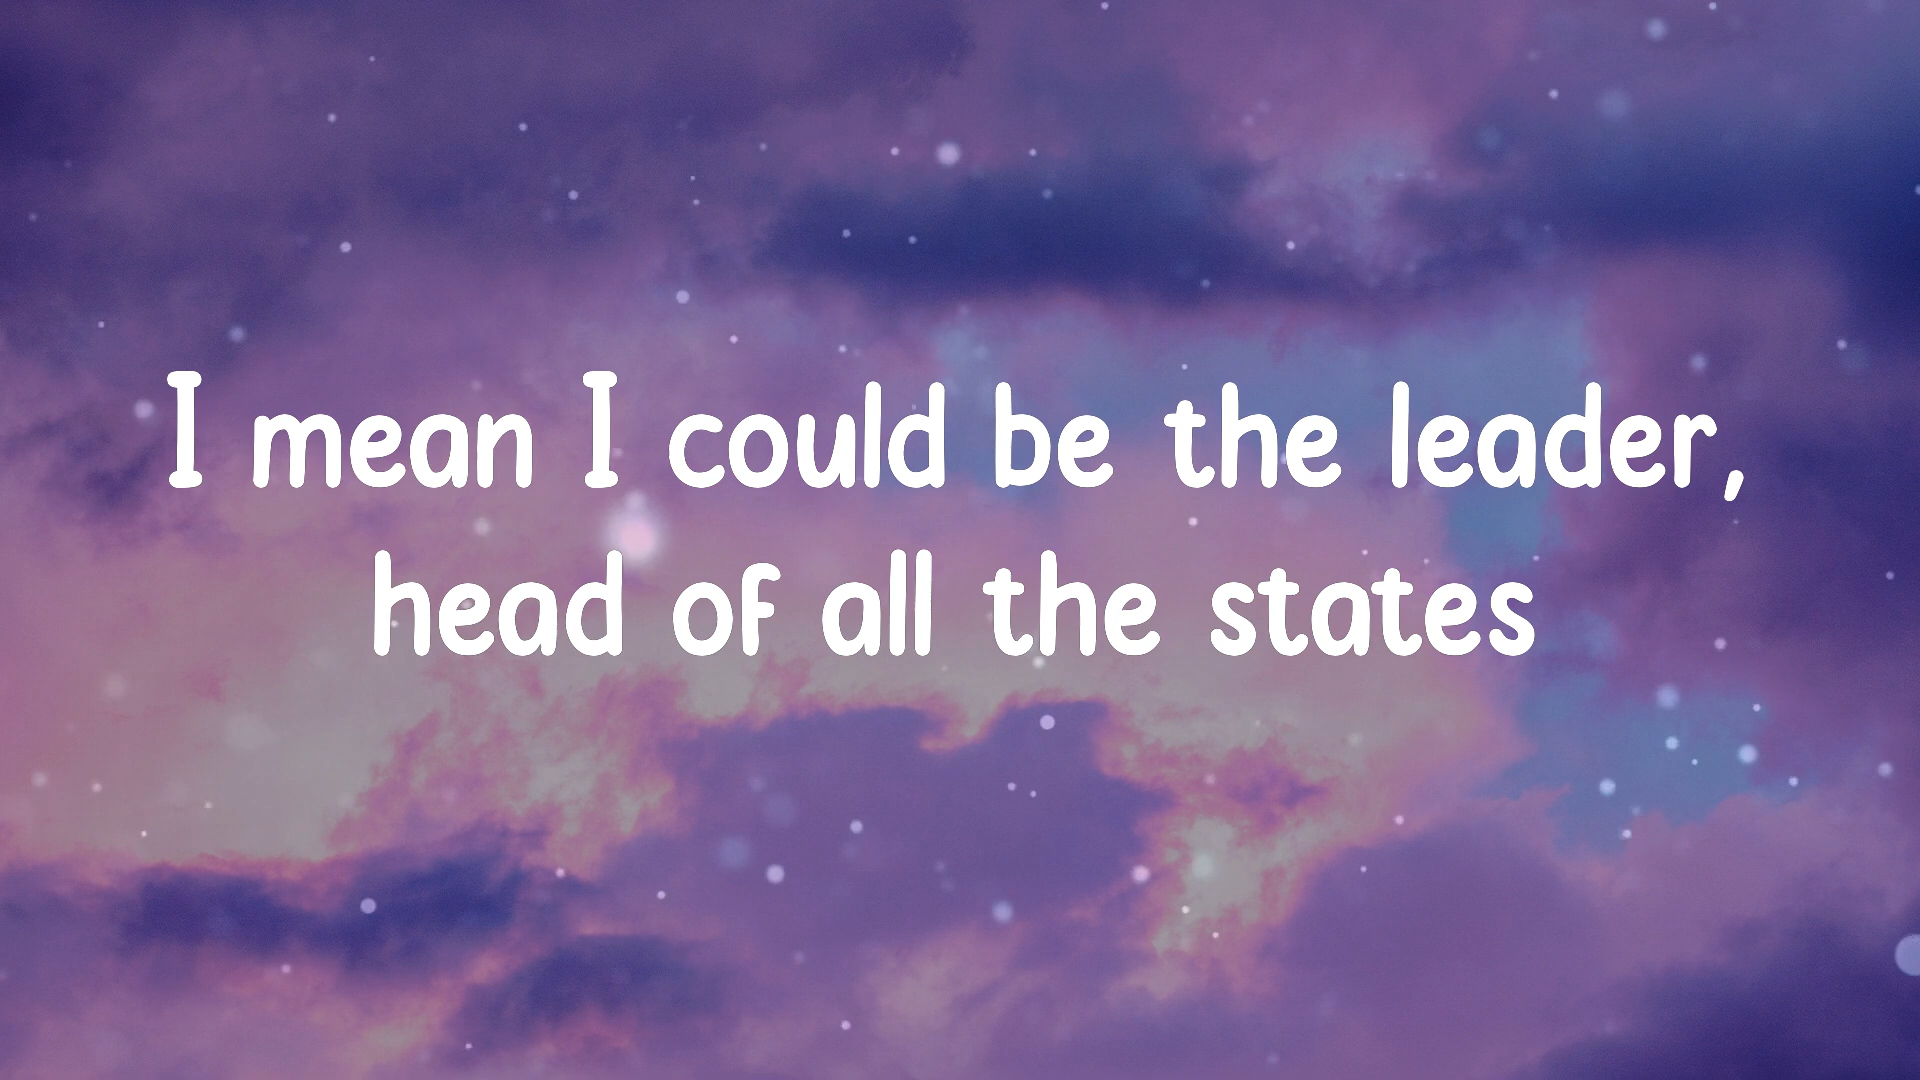 I mean I could be the leader,
head of all the states